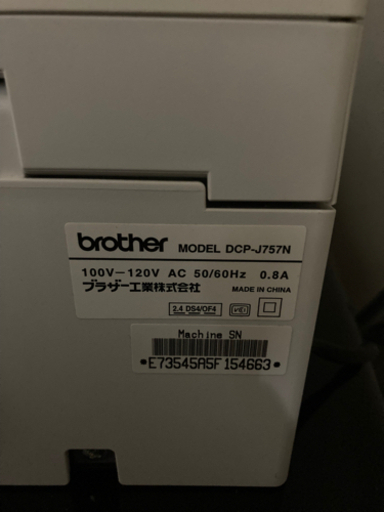 brother MODEL DCP-J757N
100V-120V AC 50/60Hz 0.8A
ブラザー工業株式会社 MADE IN CHINA
2.4 DS4/OF4 VCI
Machine SN
*E73545A5F154663*